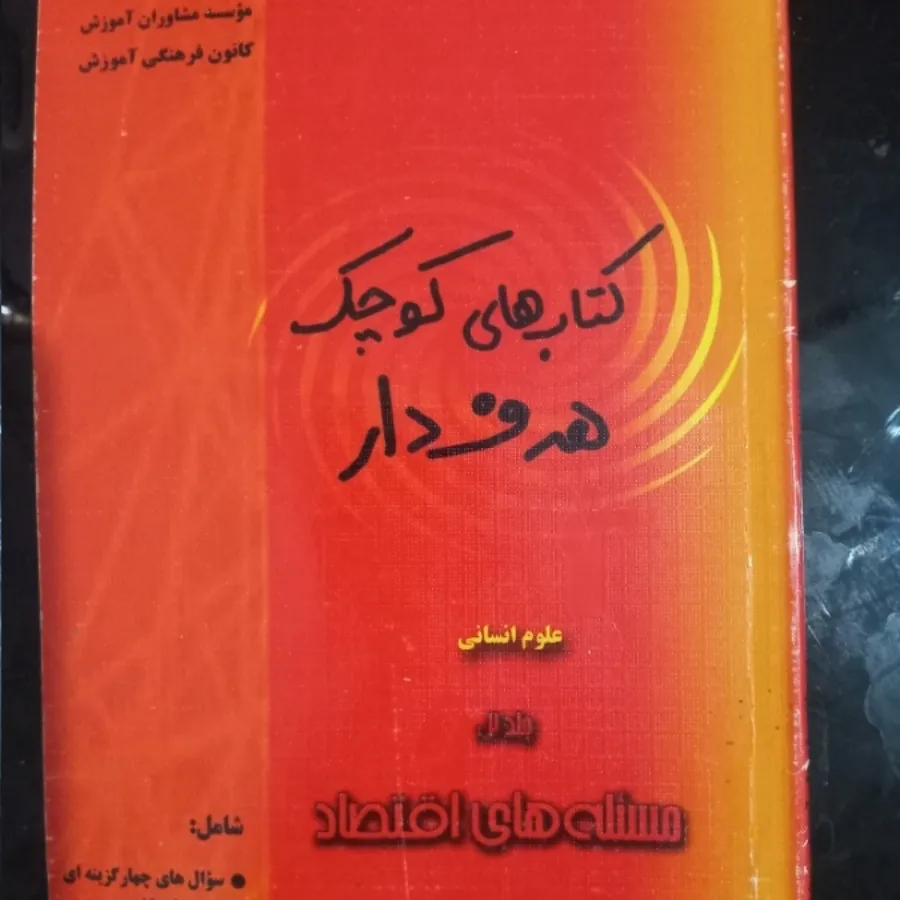 مؤسسه مشاوران آموزش
کانون فرهنگی آموزش
کتاب‌های کوچک
هدف‌دار
علوم انسانی
مسئله های اقتصاد
شامل:
● سؤال های چهارگزینه ای